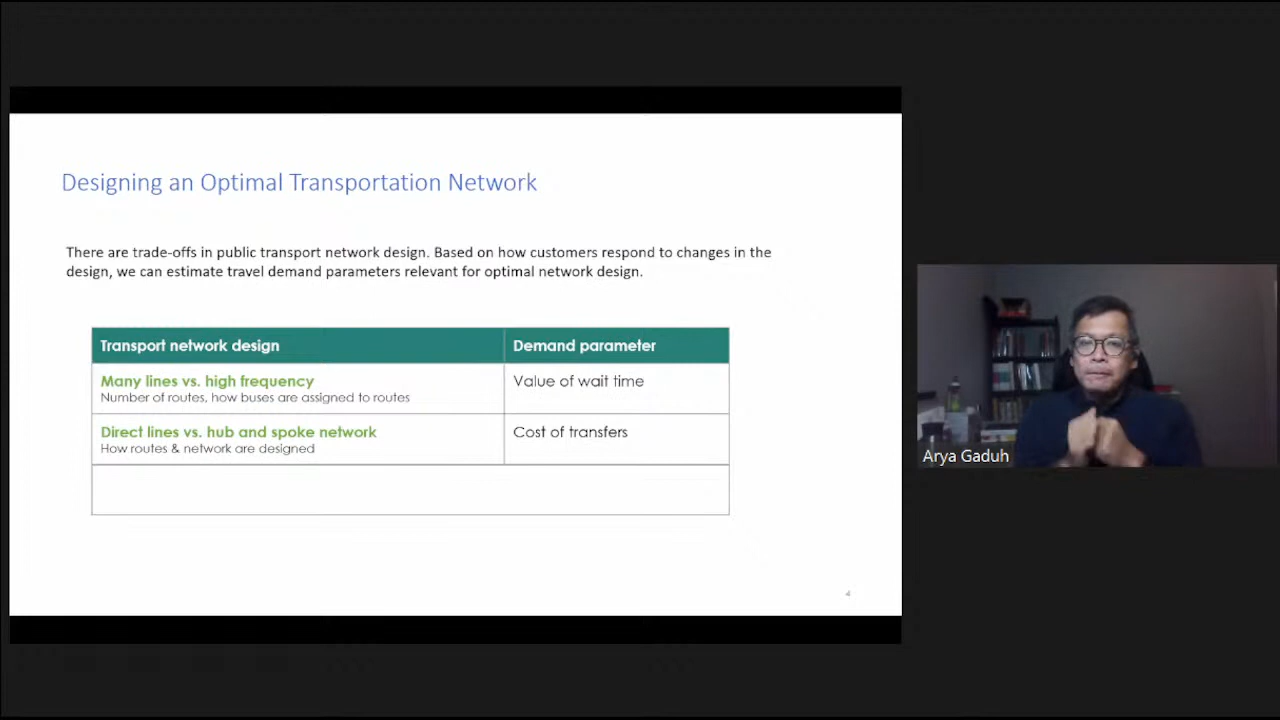 Designing an Optimal Transportation Network
There are trade-offs in public transport network design. Based on how customers respond to changes in the
design, we can estimate travel demand parameters relevant for optimal network design.
Transport network design
Demand parameter
Many lines vs. high frequency
Number of routes, how buses are assigned to routes
Value of wait time
Direct lines vs. hub and spoke network
How routes & network are designed
Cost of transfers
4
Arya Gaduh